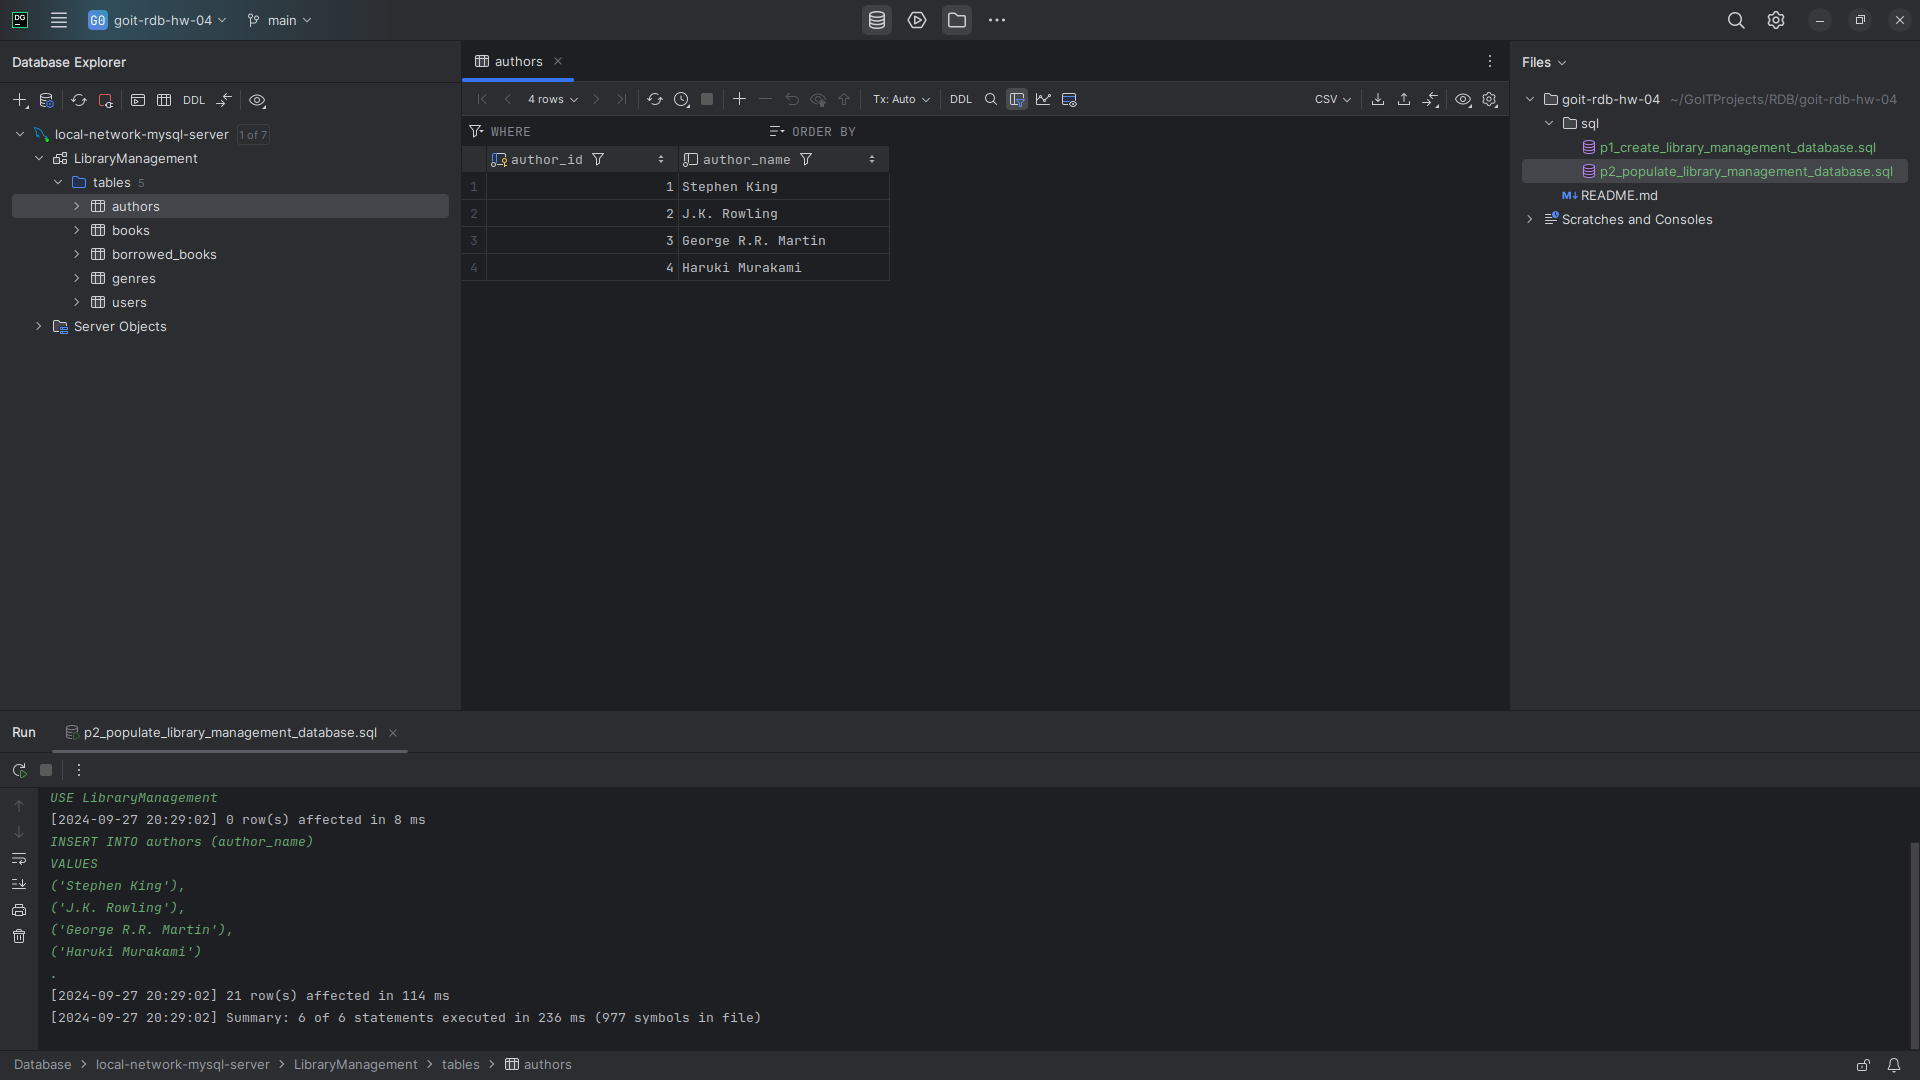 DG
GO goit-rdb-hw-04 main
Database Explorer
DDL
local-network-mysql-server 1 of 7
LibraryManagement
tables 5
authors
books
borrowed_books
genres
users
Server Objects
authors
4 rows Tx: Auto DDL CSV
WHERE ORDER BY
author_id author_name
1 1 Stephen King
2 2 J.K. Rowling
3 3 George R.R. Martin
4 4 Haruki Murakami
Files
goit-rdb-hw-04 ~/GoITProjects/RDB/goit-rdb-hw-04
sql
p1_create_library_management_database.sql
p2_populate_library_management_database.sql
M↓ README.md
Scratches and Consoles
Run p2_populate_library_management_database.sql
USE LibraryManagement
[2024-09-27 20:29:02] 0 row(s) affected in 8 ms
INSERT INTO authors (author_name)
VALUES
('Stephen King'),
('J.K. Rowling'),
('George R.R. Martin'),
('Haruki Murakami')
.
[2024-09-27 20:29:02] 21 row(s) affected in 114 ms
[2024-09-27 20:29:02] Summary: 6 of 6 statements executed in 236 ms (977 symbols in file)
Database > local-network-mysql-server > LibraryManagement > tables > authors